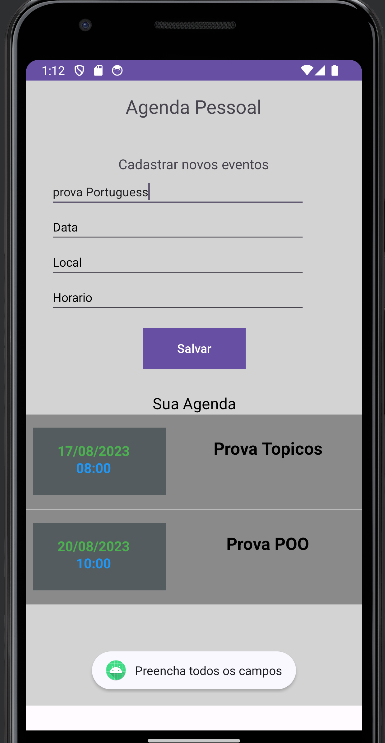 1:12
Agenda Pessoal
Cadastrar novos eventos
prova Portuguess
Data
Local
Horario
Salvar
Sua Agenda
17/08/2023
08:00
Prova Topicos
20/08/2023
10:00
Prova POO
Preencha todos os campos